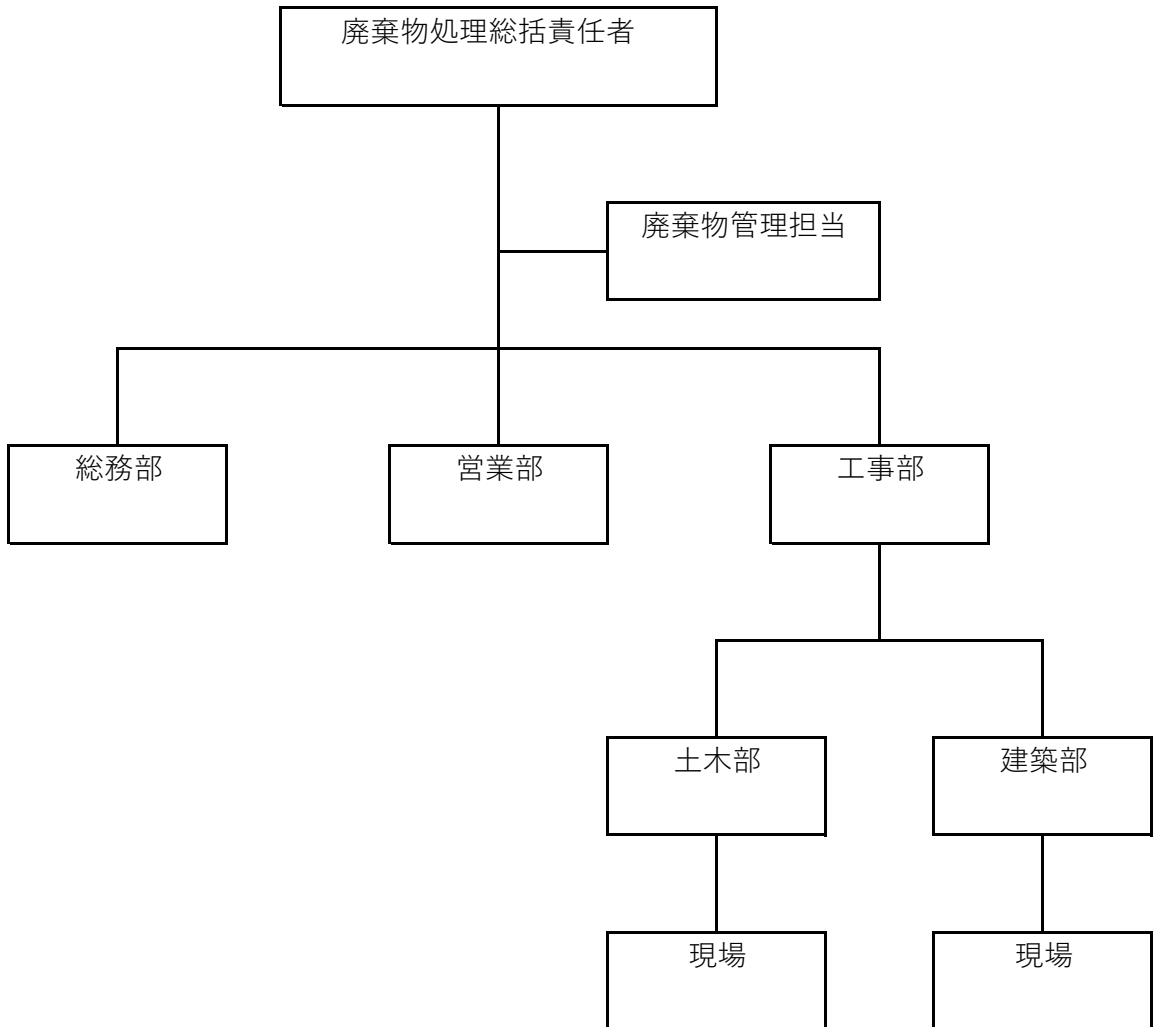 廃棄物処理総括責任者
廃棄物管理担当
総務部
営業部
工事部
土木部
建築部
現場
現場